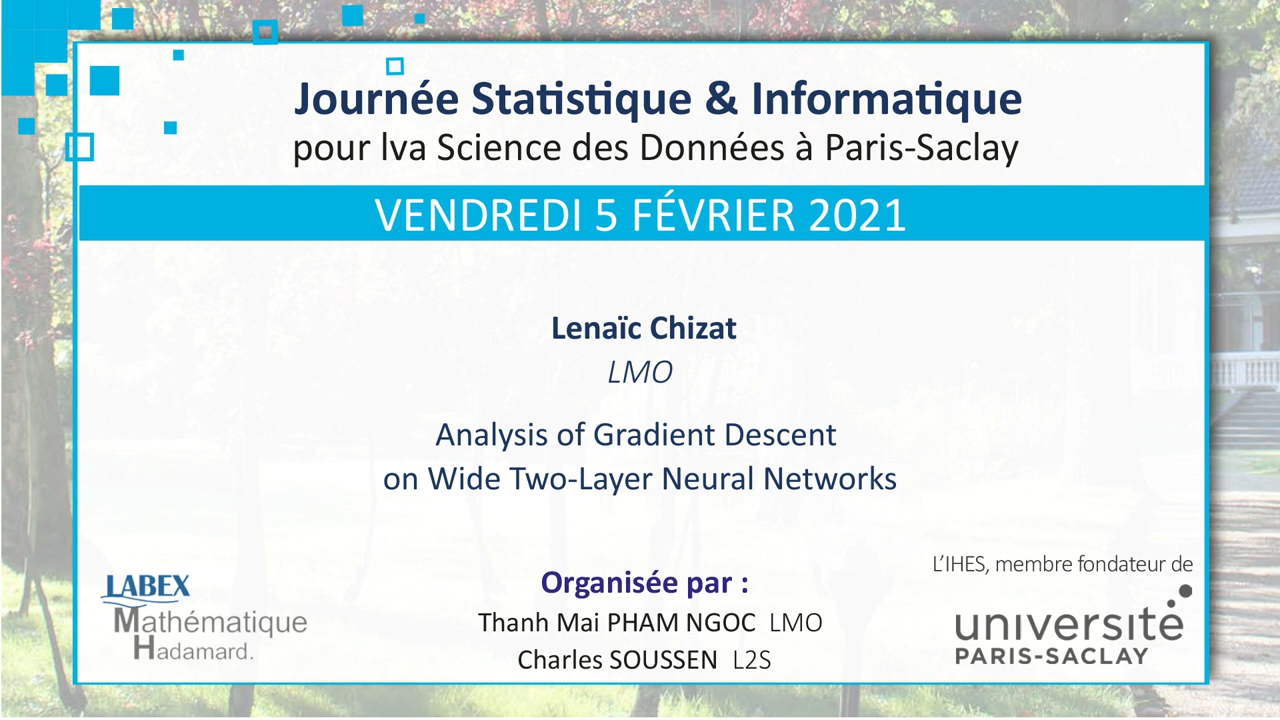 Journée Statistique & Informatique
pour lva Science des Données à Paris-Saclay
VENDREDI 5 FÉVRIER 2021
Lenaïc Chizat
LMO
Analysis of Gradient Descent
on Wide Two-Layer Neural Networks
L'IHES, membre fondateur de
université
PARIS-SACLAY
LABEX
Mathématique
Hadamard.
Organisée par :
Thanh Mai PHAM NGOC LMO
Charles SOUSSEN L2S